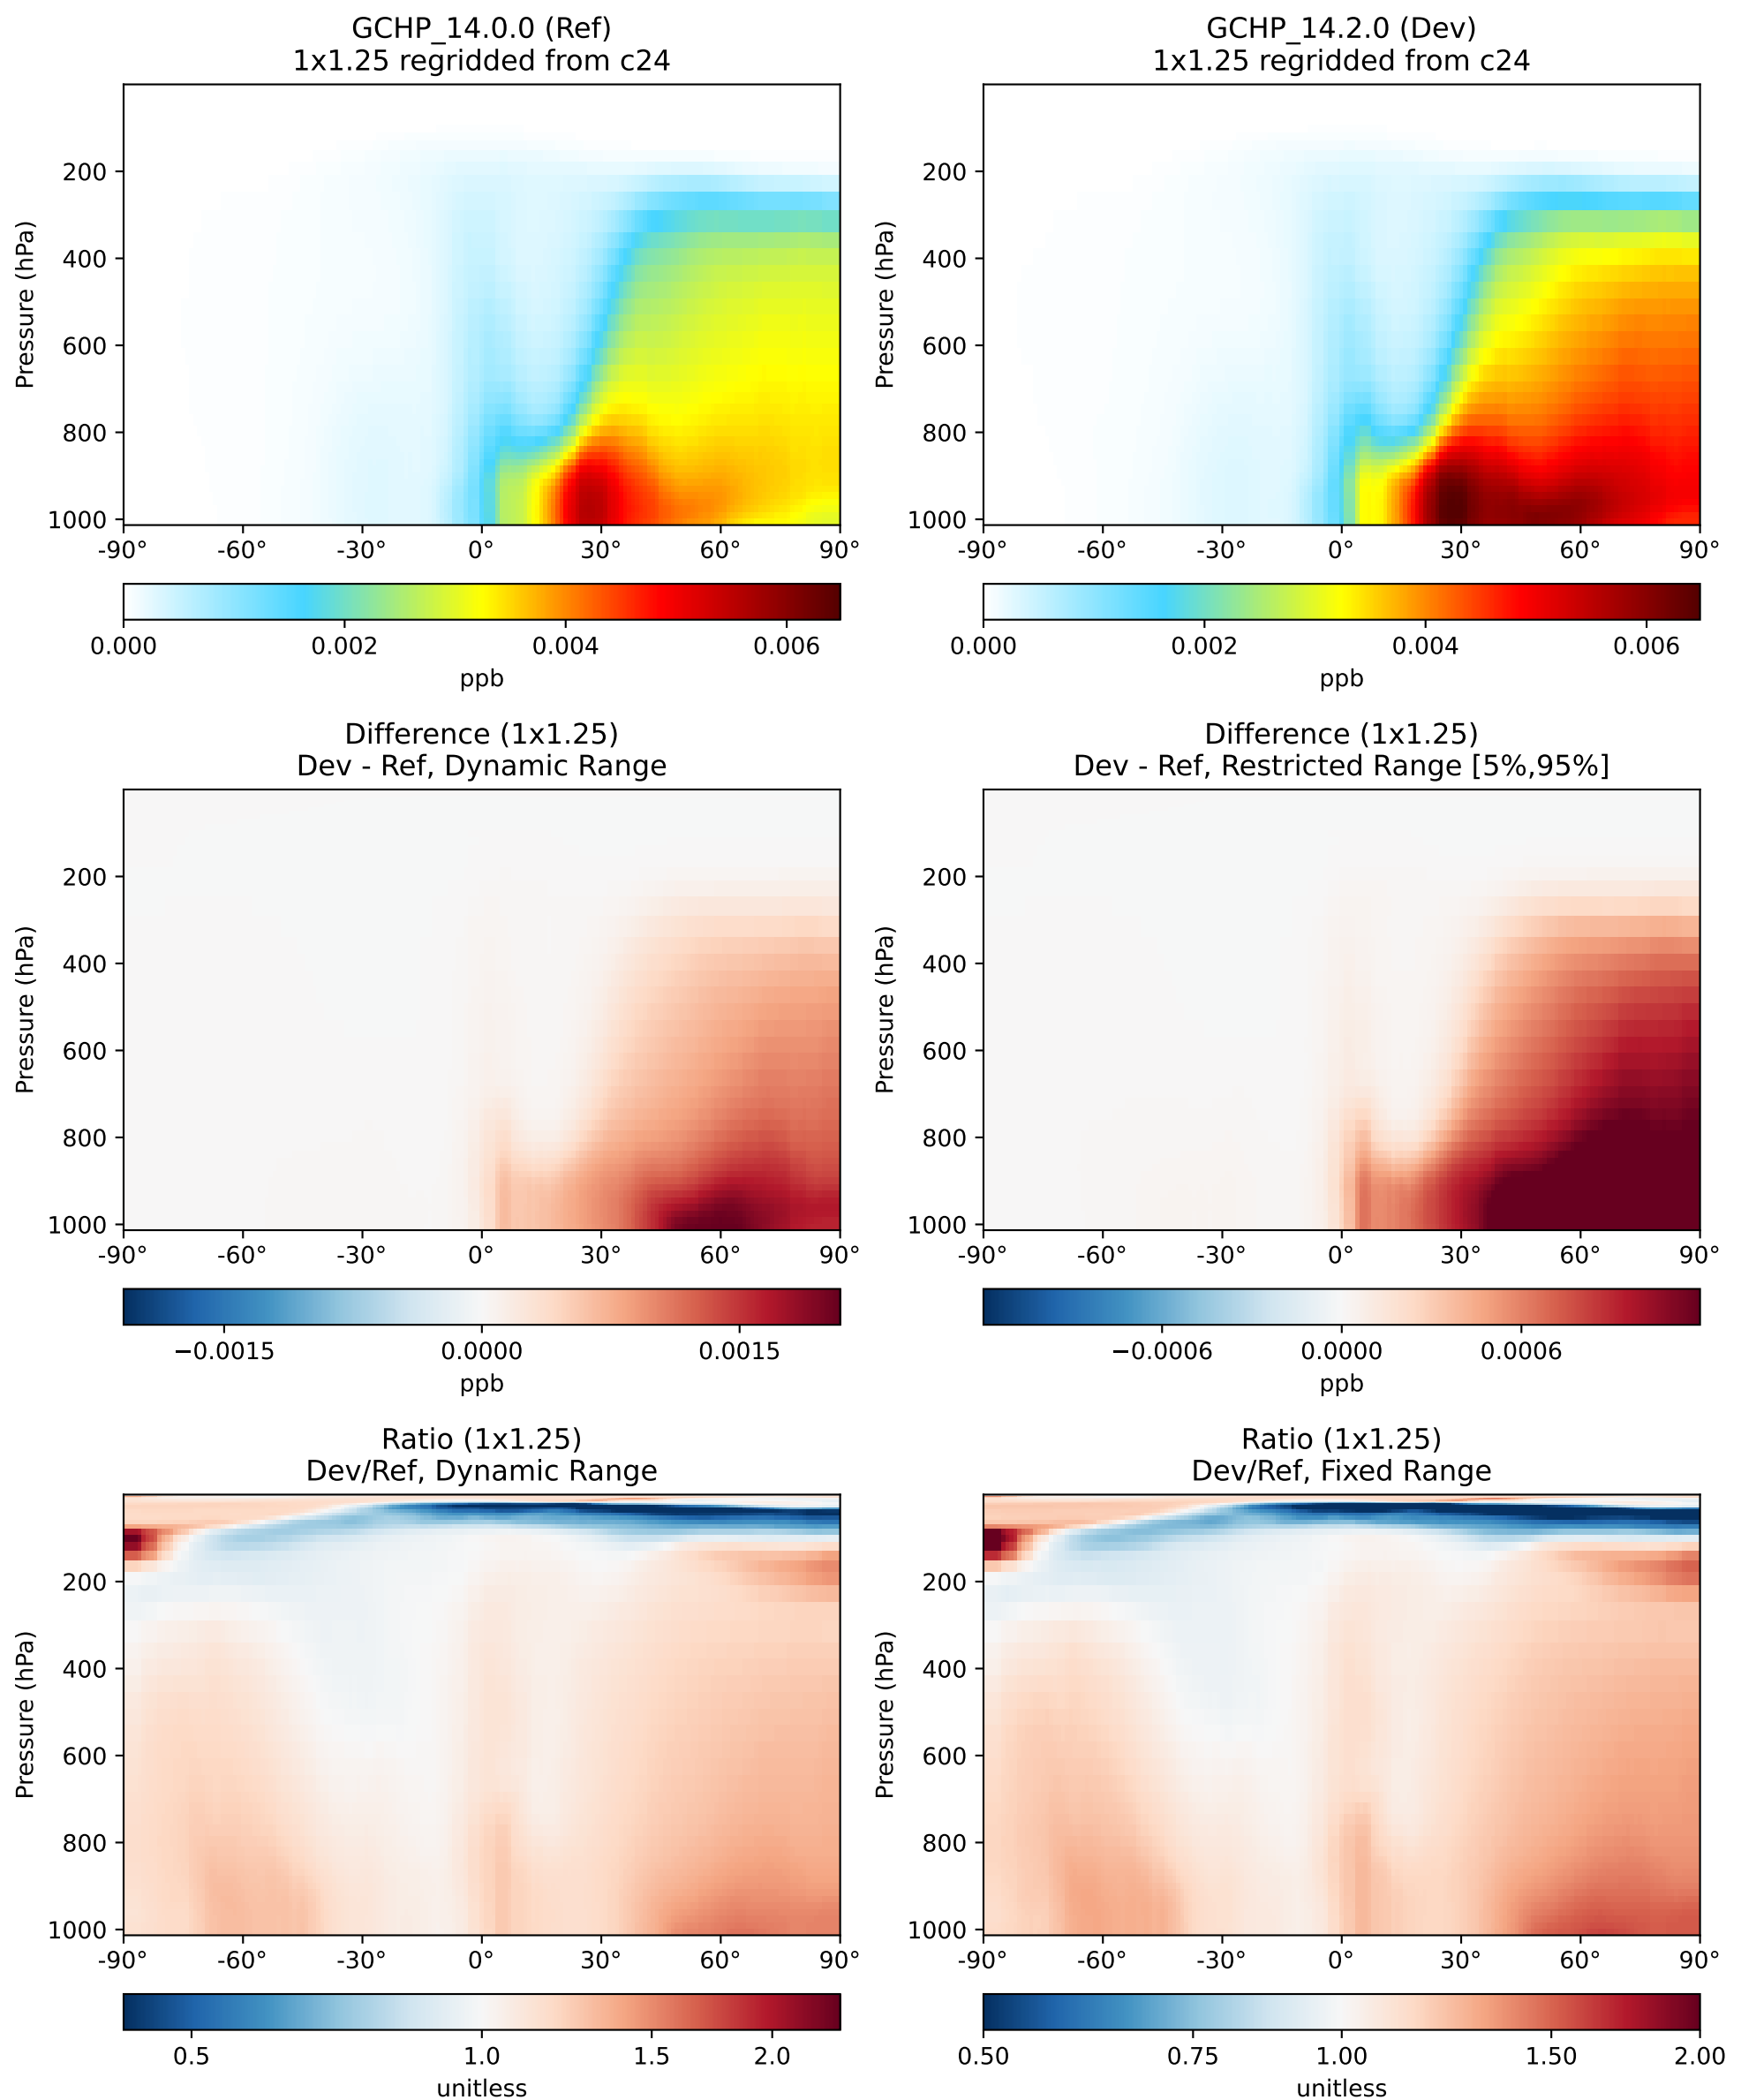 GCHP_14.0.0 (Ref)
1x1.25 regridded from c24
Pressure (hPa)
200
400
600
800
1000
-90° -60° -30° 0° 30° 60° 90°
0.000 0.002 0.004 0.006
ppb
GCHP_14.2.0 (Dev)
1x1.25 regridded from c24
Pressure (hPa)
200
400
600
800
1000
-90° -60° -30° 0° 30° 60° 90°
0.000 0.002 0.004 0.006
ppb
Difference (1x1.25)
Dev - Ref, Dynamic Range
Pressure (hPa)
200
400
600
800
1000
-90° -60° -30° 0° 30° 60° 90°
−0.0015 0.0000 0.0015
ppb
Difference (1x1.25)
Dev - Ref, Restricted Range [5%,95%]
Pressure (hPa)
200
400
600
800
1000
-90° -60° -30° 0° 30° 60° 90°
−0.0006 0.0000 0.0006
ppb
Ratio (1x1.25)
Dev/Ref, Dynamic Range
Pressure (hPa)
200
400
600
800
1000
-90° -60° -30° 0° 30° 60° 90°
0.5 1.0 1.5 2.0
unitless
Ratio (1x1.25)
Dev/Ref, Fixed Range
Pressure (hPa)
200
400
600
800
1000
-90° -60° -30° 0° 30° 60° 90°
0.50 0.75 1.00 1.50 2.00
unitless